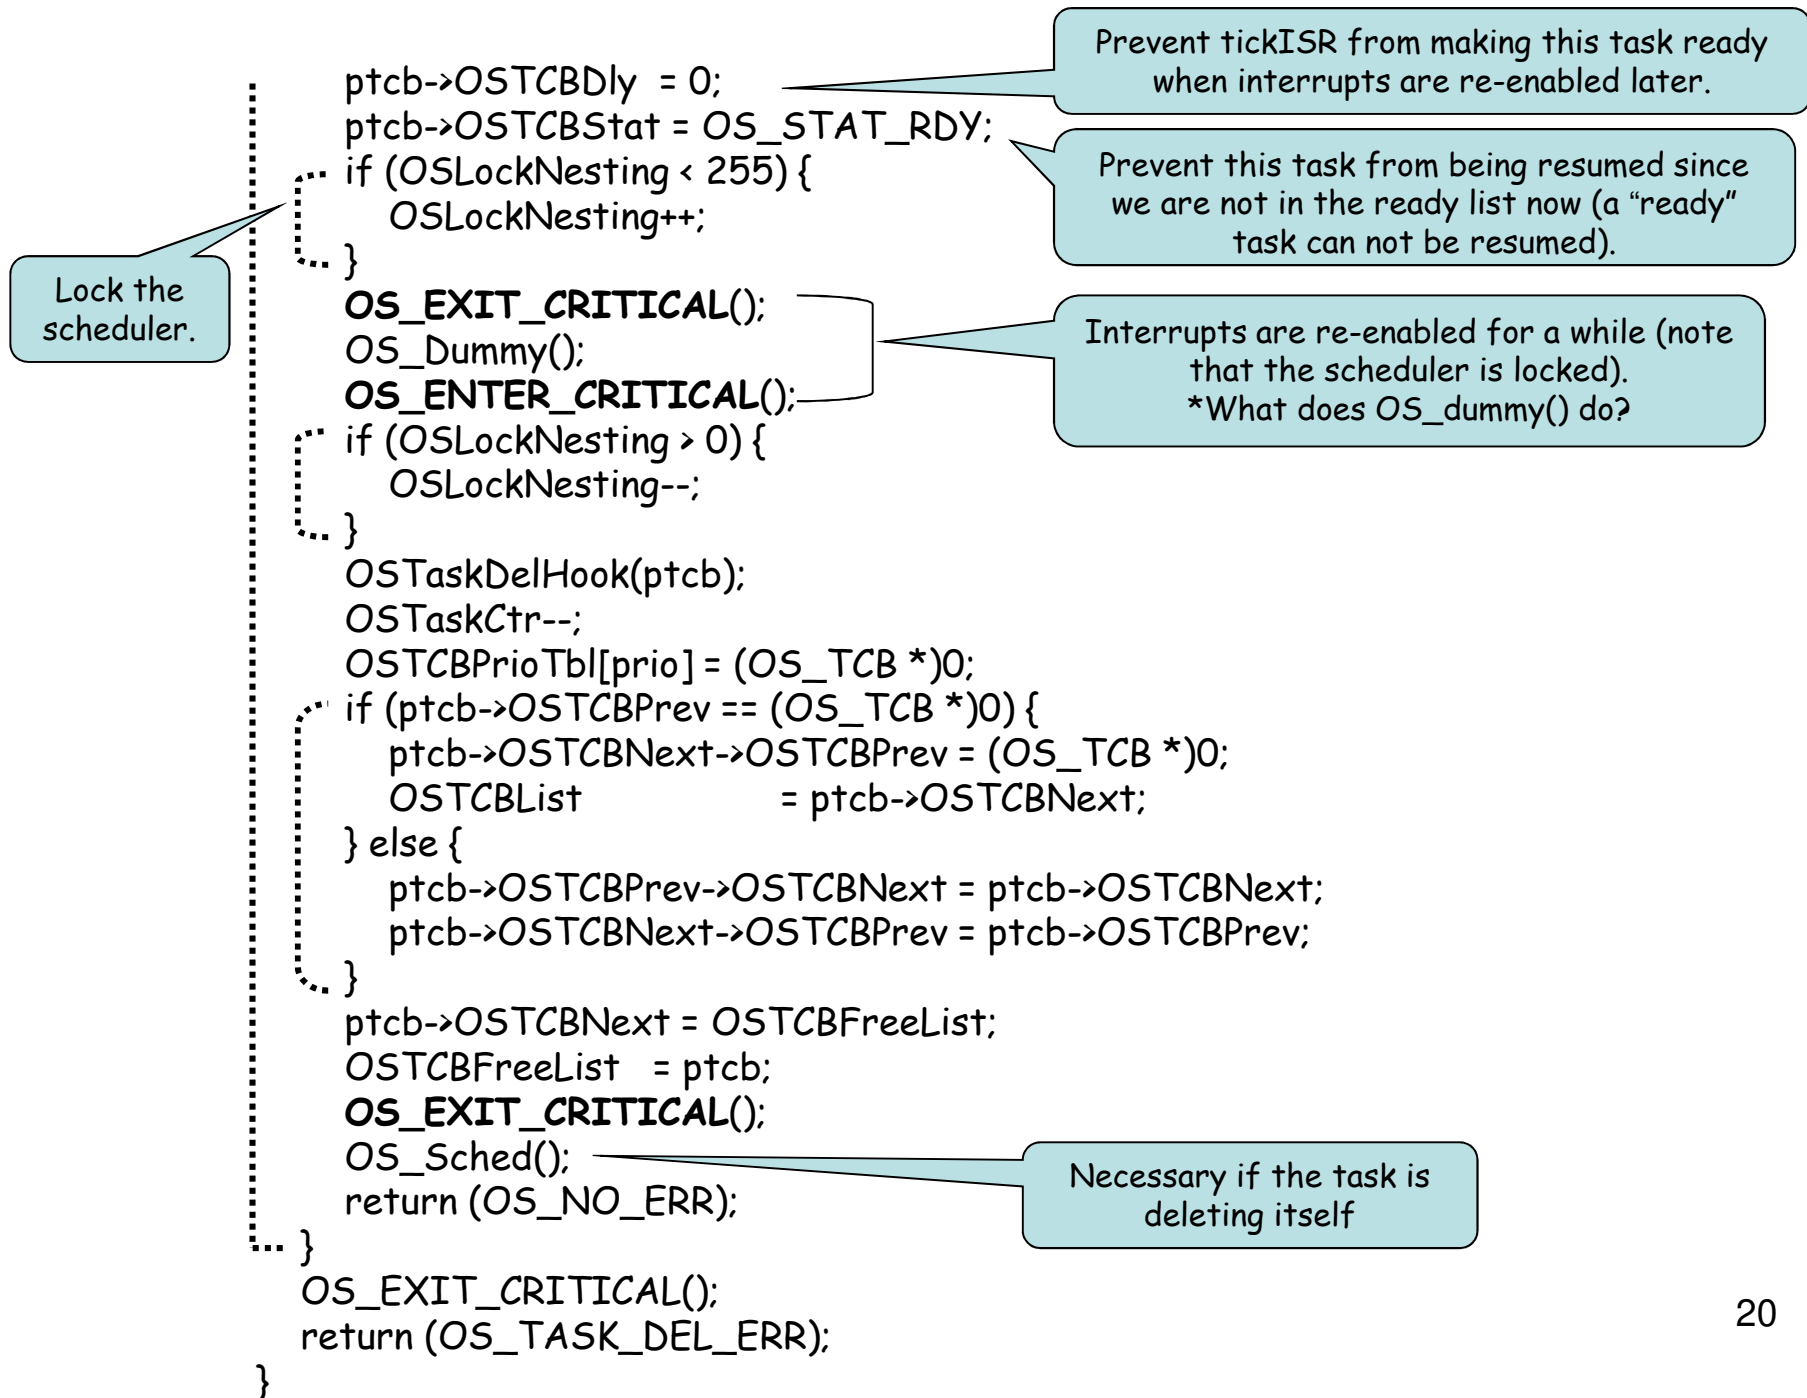 Prevent tickISR from making this task ready
when interrupts are re-enabled later.
ptcb->OSTCBDly = 0;
ptcb->OSTCBStat = OS_STAT_RDY;
Prevent this task from being resumed since
we are not in the ready list now (a “ready”
task can not be resumed).
if (OSLockNesting < 255) {
OSLockNesting++;
}
Lock the
scheduler.
OS_EXIT_CRITICAL();
OS_Dummy();
OS_ENTER_CRITICAL();
Interrupts are re-enabled for a while (note
that the scheduler is locked).
*What does OS_dummy() do?
if (OSLockNesting > 0) {
OSLockNesting--;
}
OSTaskDelHook(ptcb);
OSTaskCtr--;
OSTCBPrioTbl[prio] = (OS_TCB *)0;
if (ptcb->OSTCBPrev == (OS_TCB *)0) {
ptcb->OSTCBNext->OSTCBPrev = (OS_TCB *)0;
OSTCBList = ptcb->OSTCBNext;
} else {
ptcb->OSTCBPrev->OSTCBNext = ptcb->OSTCBNext;
ptcb->OSTCBNext->OSTCBPrev = ptcb->OSTCBPrev;
}
ptcb->OSTCBNext = OSTCBFreeList;
OSTCBFreeList = ptcb;
OS_EXIT_CRITICAL();
OS_Sched();
Necessary if the task is
deleting itself
return (OS_NO_ERR);
}
OS_EXIT_CRITICAL();
return (OS_TASK_DEL_ERR);
}
20